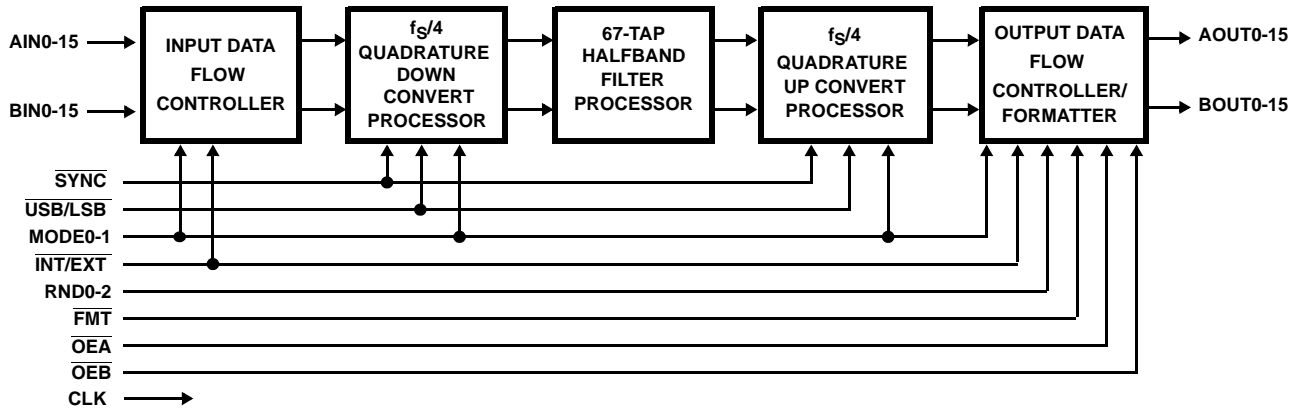 AIN0-15
BIN0-15
INPUT DATA
FLOW
CONTROLLER
fS/4
QUADRATURE
DOWN
CONVERT
PROCESSOR
67-TAP
HALFBAND
FILTER
PROCESSOR
fS/4
QUADRATURE
UP CONVERT
PROCESSOR
OUTPUT DATA
FLOW
CONTROLLER/
FORMATTER
AOUT0-15
BOUT0-15
SYNC
USB/LSB
MODE0-1
INT/EXT
RND0-2
FMT
OEA
OEB
CLK